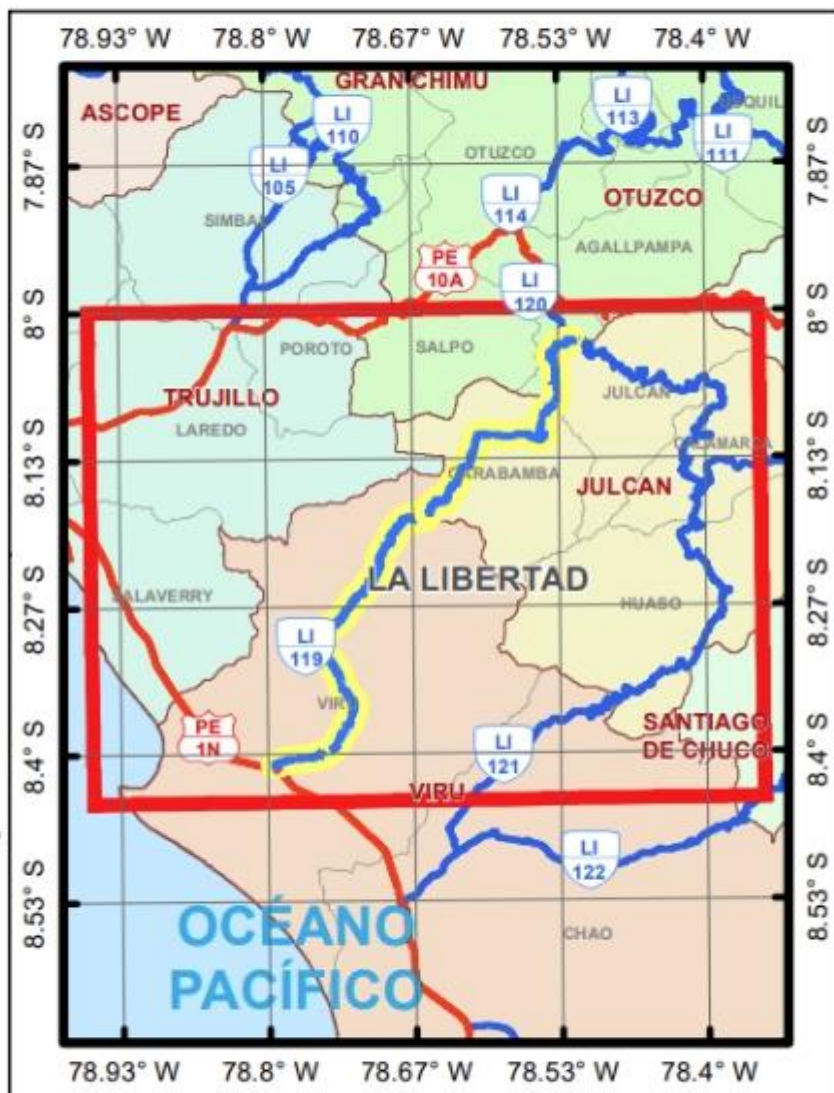 78.93° W 78.8° W 78.67° W 78.53° W 78.4° W
GRAN CHIMU
ASCOPE
LI
110
LI
113
LI
111
OTUZCO
7.87° S
7.87° S
LI
105
LI
114
OTUZCO
SIMBAL
AGALLPAMPA
PE
10A
LI
120
8° S
8° S
POROTO
SALPO
TRUJILLO
JULCAN
LAREDO
8.13° S
8.13° S
CARABAMBA
JULCAN
LA LIBERTAD
8.27° S
8.27° S
SALAVERRY
HUASO
LI
119
VIRU
PE
1N
SANTIAGO
DE CHUCO
8.4° S
8.4° S
LI
121
VIRU
LI
122
8.53° S
8.53° S
OCÉANO
PACÍFICO
CHAO
78.93° W 78.8° W 78.67° W 78.53° W 78.4° W